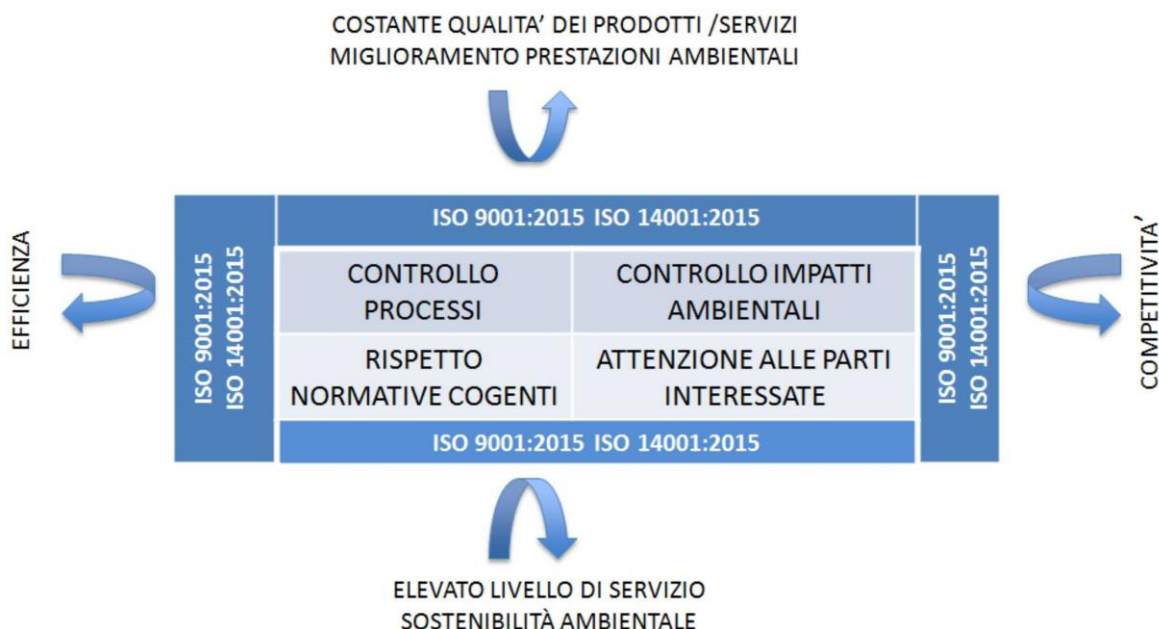 COSTANTE QUALITA’ DEI PRODOTTI /SERVIZI
MIGLIORAMENTO PRESTAZIONI AMBIENTALI
EFFICIENZA
ISO 9001:2015
ISO 14001:2015
ISO 9001:2015 ISO 14001:2015
CONTROLLO
PROCESSI
CONTROLLO IMPATTI
AMBIENTALI
RISPETTO
NORMATIVE COGENTI
ATTENZIONE ALLE PARTI
INTERESSATE
ISO 9001:2015 ISO 14001:2015
ISO 9001:2015
ISO 14001:2015
COMPETITIVITA’
ELEVATO LIVELLO DI SERVIZIO
SOSTENIBILITÀ AMBIENTALE